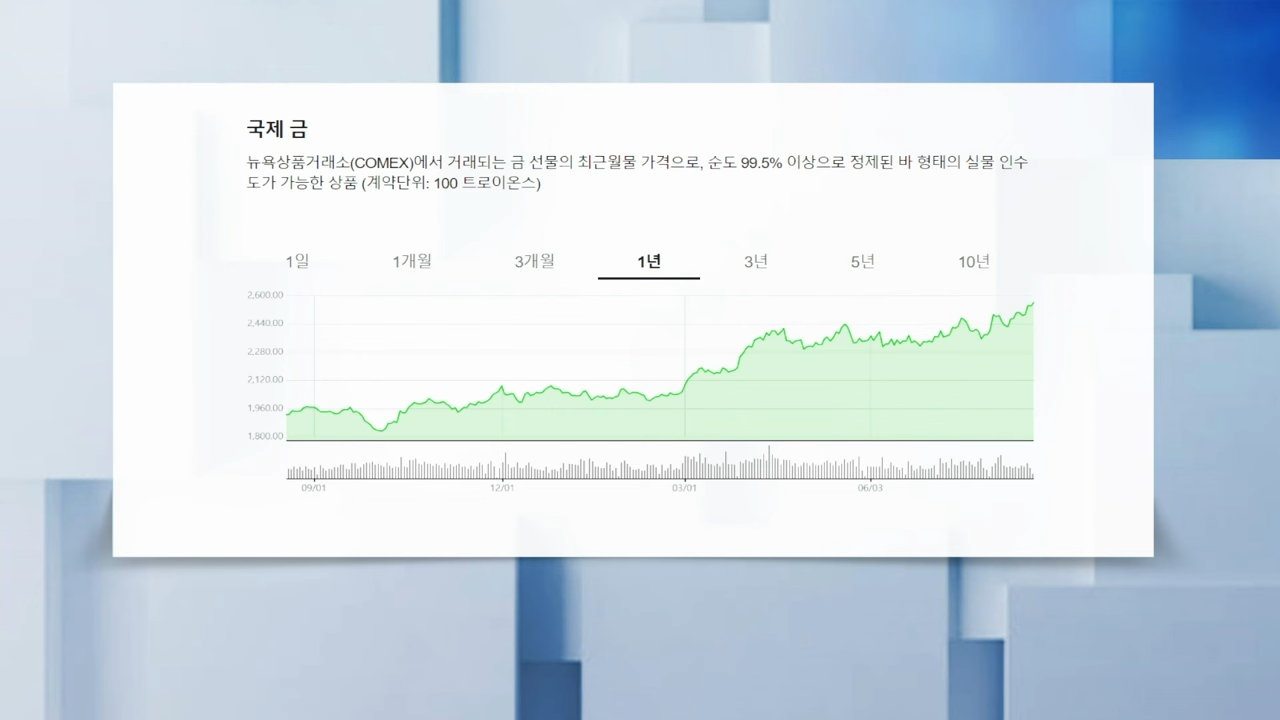 국제 금
뉴욕상품거래소(COMEX)에서 거래되는 금 선물의 최근월물 가격으로, 순도 99.5% 이상으로 정제된 바 형태의 실물 인수
도가 가능한 상품 (계약단위: 100 트로이온스)
1일 1개월 3개월 1년 3년 5년 10년
2,600.00
2,440.00
2,280.00
2,120.00
1,960.00
1,800.00
09/01 12/01 03/01 06/03